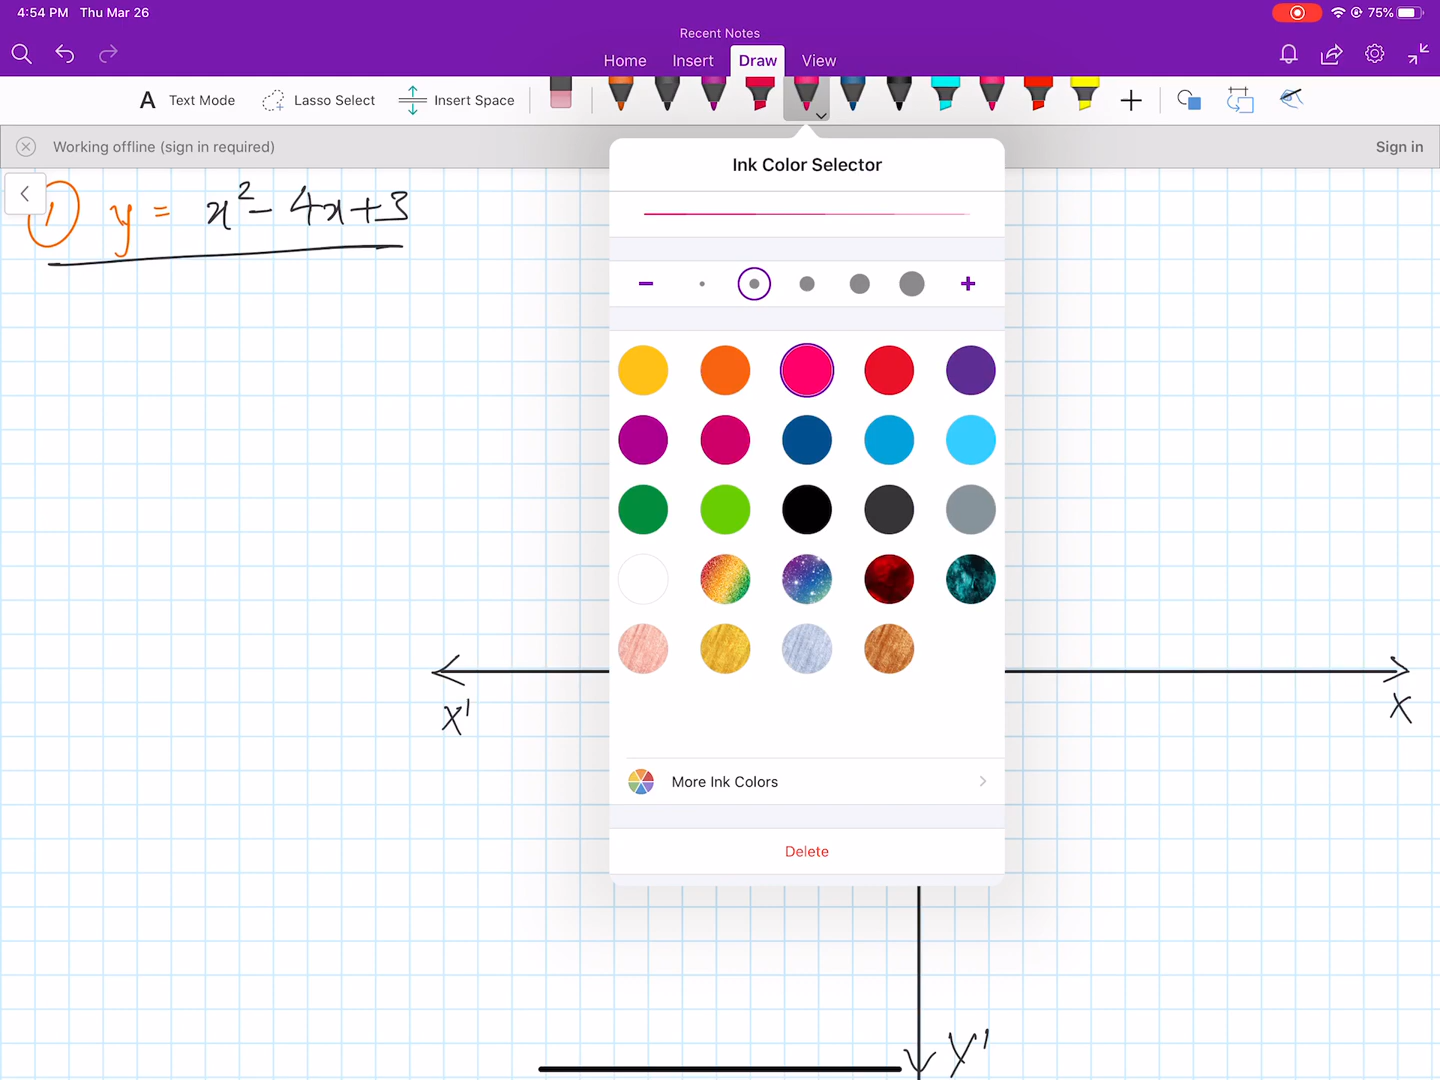 4:54 PM Thu Mar 26
75%
Recent Notes
Home Insert Draw View
A Text Mode Lasso Select Insert Space
Working offline (sign in required) Sign in
Ink Color Selector
① y = x² - 4x+3
More Ink Colors
Delete
X' X
Y'